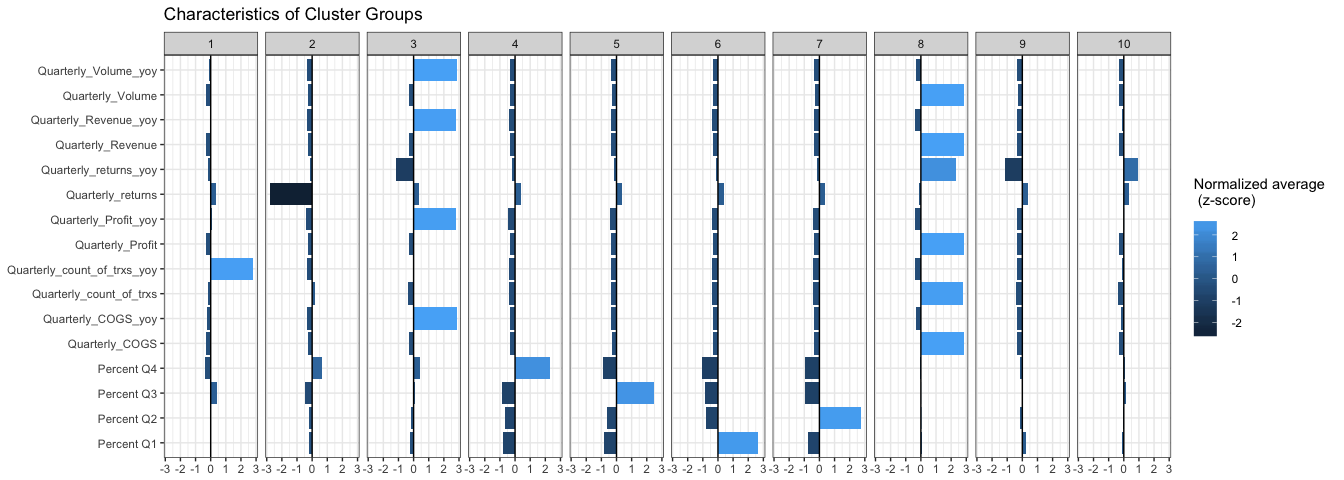 Characteristics of Cluster Groups
1 2 3 4 5 6 7 8 9 10
Quarterly_Volume_yoy
Quarterly_Volume
Quarterly_Revenue_yoy
Quarterly_Revenue
Quarterly_returns_yoy
Quarterly_returns
Quarterly_Profit_yoy
Quarterly_Profit
Quarterly_count_of_trxs_yoy
Quarterly_count_of_trxs
Quarterly_COGS_yoy
Quarterly_COGS
Percent Q4
Percent Q3
Percent Q2
Percent Q1
-3 -2 -1 0 1 2 3 -3 -2 -1 0 1 2 3 -3 -2 -1 0 1 2 3 -3 -2 -1 0 1 2 3 -3 -2 -1 0 1 2 3 -3 -2 -1 0 1 2 3 -3 -2 -1 0 1 2 3 -3 -2 -1 0 1 2 3 -3 -2 -1 0 1 2 3 -3 -2 -1 0 1 2 3
Normalized average
(z-score)
2
1
0
-1
-2